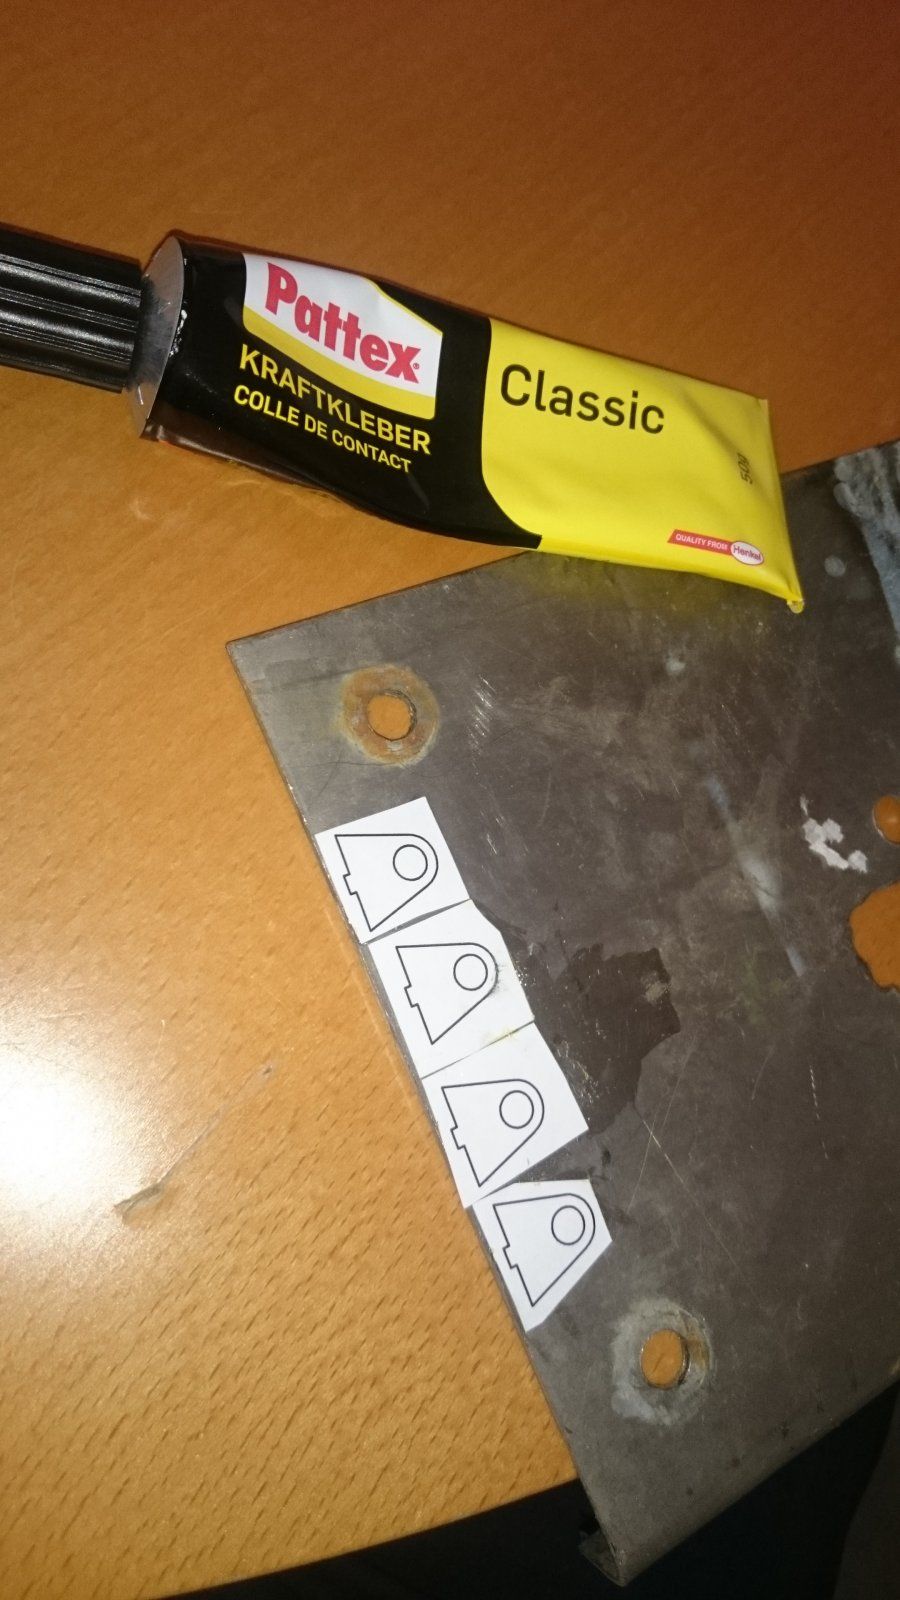 Pattex
KRAFTKLEBER
COLLE DE CONTACT
Classic
50g
QUALITY FROM Henkel